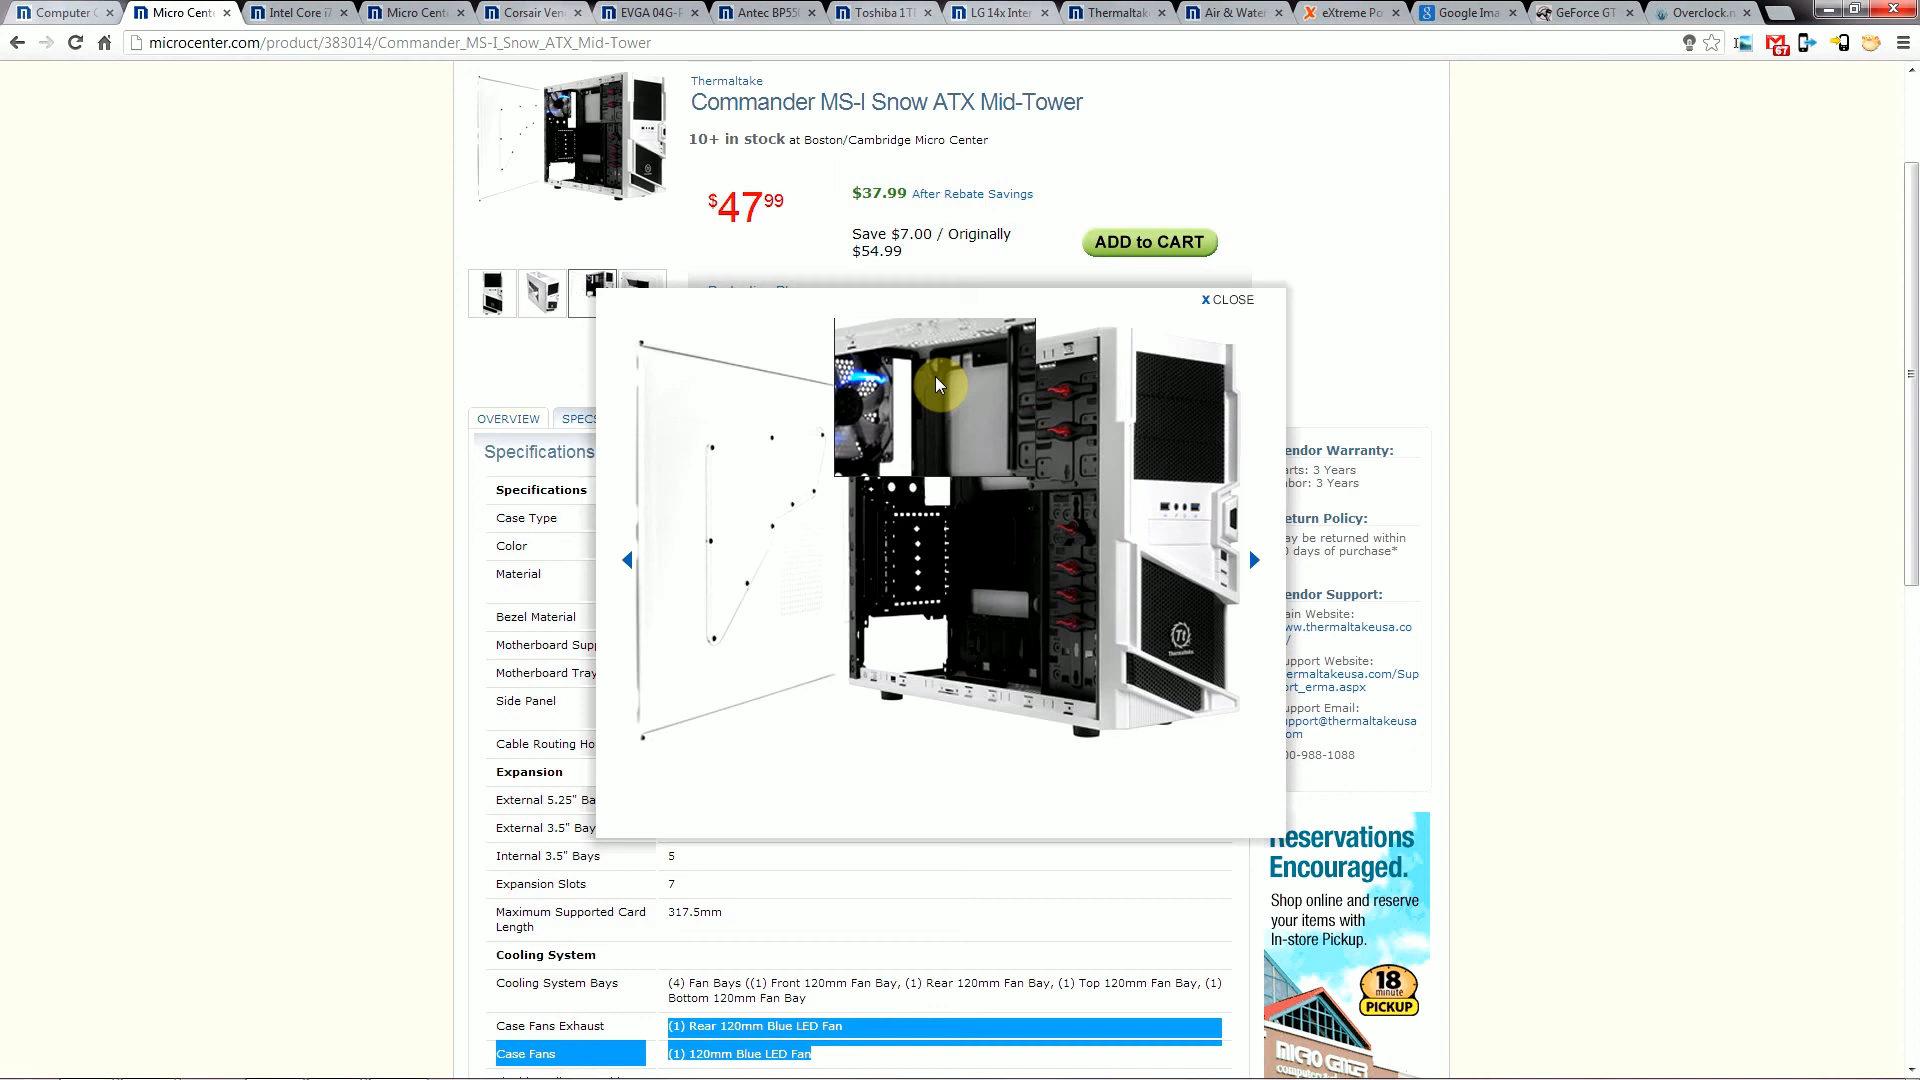 Computer C
Micro Cent
Intel Core i7
Micro Cent
Corsair Ven
EVGA 04G-F
Antec BP550
Toshiba 1T
LG 14x Inter
Thermaltak
Air & Water
eXtreme Po
Google Ima
GeForce GT
Overclock.n
microcenter.com/product/383014/Commander_MS-I_Snow_ATX_Mid-Tower
67
Thermaltake
Commander MS-I Snow ATX Mid-Tower
10+ in stock at Boston/Cambridge Micro Center
$47.99
$37.99 After Rebate Savings
Save $7.00 / Originally
$54.99
ADD to CART
X CLOSE
Tt
Thermaltake
OVERVIEW
SPECS
Specifications
Specifications
Case Type
Color
Material
Bezel Material
Motherboard Supp
Motherboard Tray
Side Panel
Cable Routing Ho
Expansion
External 5.25" Ba
External 3.5" Bay
Internal 3.5" Bays 5
Expansion Slots 7
Maximum Supported Card 317.5mm
Length
Cooling System
Cooling System Bays (4) Fan Bays ((1) Front 120mm Fan Bay, (1) Rear 120mm Fan Bay, (1) Top 120mm Fan Bay, (1)
Bottom 120mm Fan Bay
Case Fans Exhaust (1) Rear 120mm Blue LED Fan
Case Fans (1) 120mm Blue LED Fan
endor Warranty:
arts: 3 Years
abor: 3 Years
eturn Policy:
ay be returned within
0 days of purchase*
endor Support:
ain Website:
ww.thermaltakeusa.co
/
upport Website:
ermaltakeusa.com/Sup
ort_erma.aspx
upport Email:
upport@thermaltakeusa
om
00-988-1088
Reservations
Encouraged.
Shop online and reserve
your items with
In-store Pickup.
18
minute
PICKUP
MICRO CENTER
computer